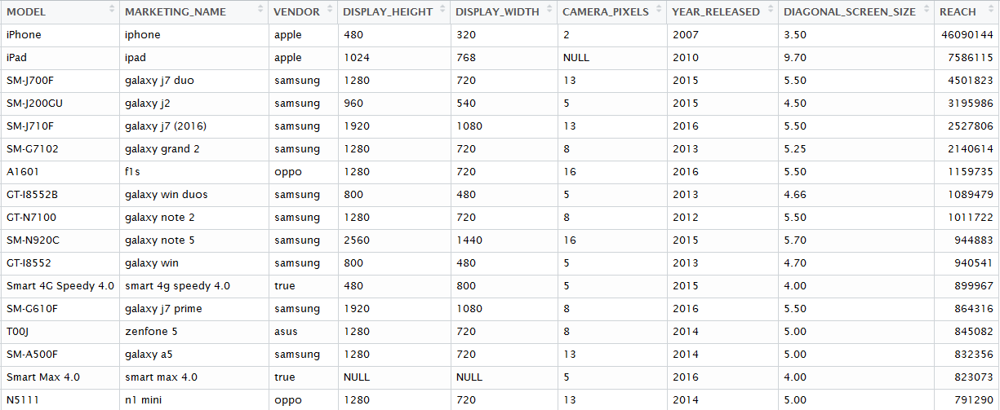 MODEL MARKETING_NAME VENDOR DISPLAY_HEIGHT DISPLAY_WIDTH CAMERA_PIXELS YEAR_RELEASED DIAGONAL_SCREEN_SIZE REACH
iPhone iphone apple 480 320 2 2007 3.50 46090144
iPad ipad apple 1024 768 NULL 2010 9.70 7586115
SM-J700F galaxy j7 duo samsung 1280 720 13 2015 5.50 4501823
SM-J200GU galaxy j2 samsung 960 540 5 2015 4.50 3195986
SM-J710F galaxy j7 (2016) samsung 1920 1080 13 2016 5.50 2527806
SM-G7102 galaxy grand 2 samsung 1280 720 8 2013 5.25 2140614
A1601 f1s oppo 1280 720 16 2016 5.50 1159735
GT-I8552B galaxy win duos samsung 800 480 5 2013 4.66 1089479
GT-N7100 galaxy note 2 samsung 1280 720 8 2012 5.50 1011722
SM-N920C galaxy note 5 samsung 2560 1440 16 2015 5.70 944883
GT-I8552 galaxy win samsung 800 480 5 2013 4.70 940541
Smart 4G Speedy 4.0 smart 4g speedy 4.0 true 480 800 5 2015 4.00 899967
SM-G610F galaxy j7 prime samsung 1920 1080 8 2016 5.50 864316
T00J zenfone 5 asus 1280 720 8 2014 5.00 845082
SM-A500F galaxy a5 samsung 1280 720 13 2014 5.00 832356
Smart Max 4.0 smart max 4.0 true NULL NULL 5 2016 4.00 823073
N5111 n1 mini oppo 1280 720 13 2014 5.00 791290